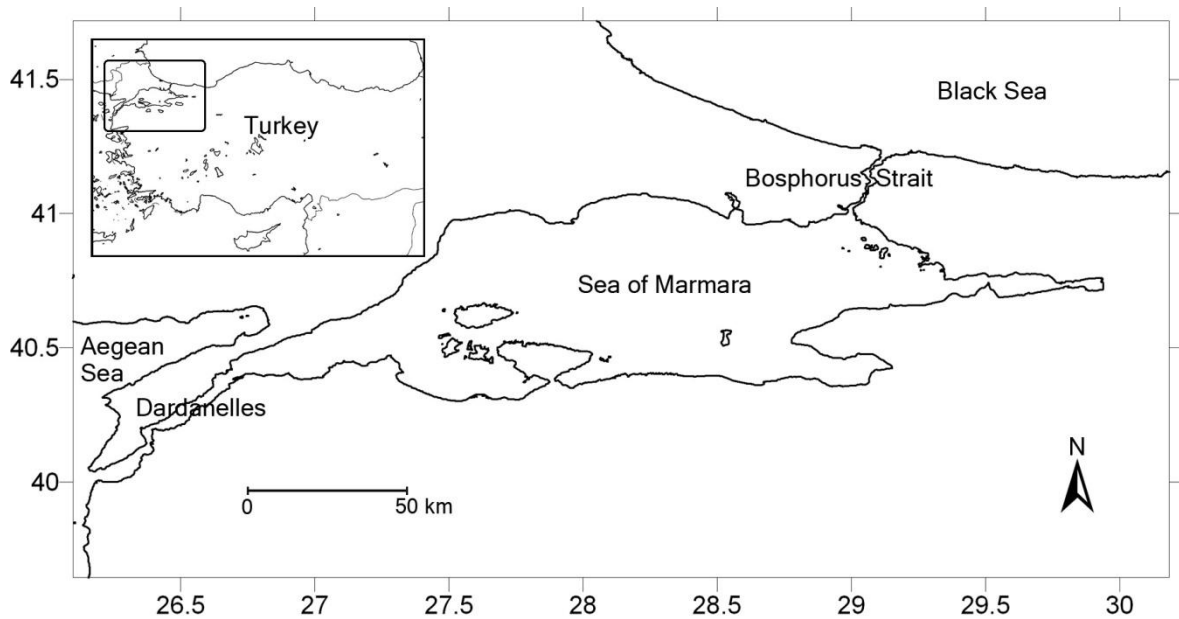 41.5
41
40.5
40
Turkey
Black Sea
Bosphorus Strait
Sea of Marmara
Aegean
Sea
Dardanelles
N
0 50 km
26.5 27 27.5 28 28.5 29 29.5 30